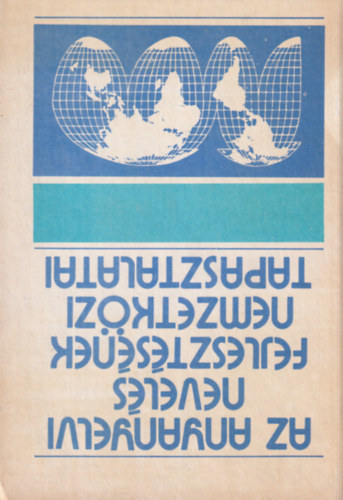 AZ ANYANYELVI
NEVELÉS
FEJLESZTÉSÉNEK
NEMZETKÖZI
TAPASZTALATAI